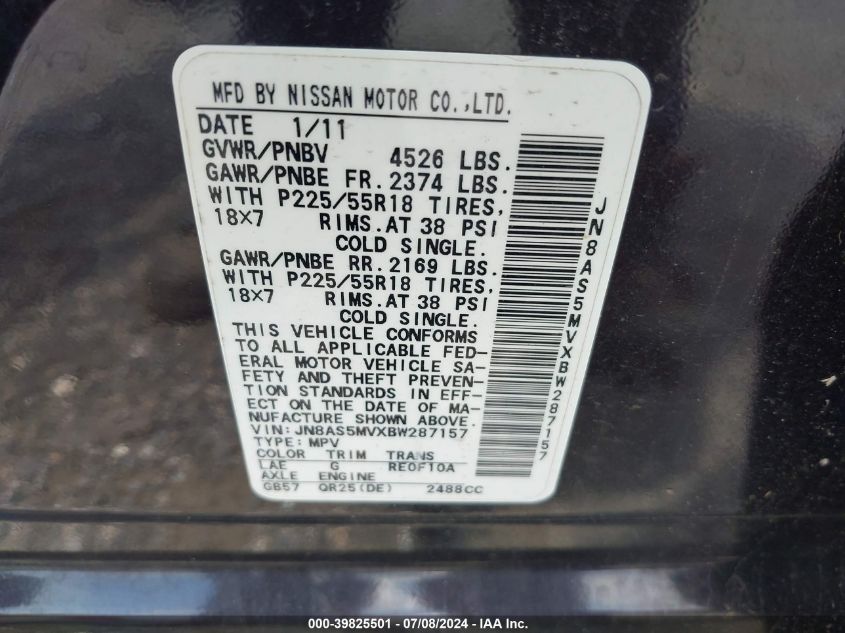 MFD BY NISSAN MOTOR CO.,LTD.
DATE 1/11
GVWR/PNBV 4526 LBS.
GAWR/PNBE FR. 2374 LBS.
WITH P225/55R18 TIRES,
18X7 RIMS.AT 38 PSI
COLD SINGLE.
GAWR/PNBE RR. 2169 LBS.
WITH P225/55R18 TIRES,
18X7 RIMS.AT 38 PSI
COLD SINGLE.
THIS VEHICLE CONFORMS
TO ALL APPLICABLE FED-
ERAL MOTOR VEHICLE SA-
FETY AND THEFT PREVEN-
TION STANDARDS IN EFF-
ECT ON THE DATE OF MA-
NUFACTURE SHOWN ABOVE.
VIN: JN8AS5MVXBW287157
TYPE: MPV
COLOR TRIM TRANS
LAE G RE0F10A
AXLE ENGINE
GB57 QR25(DE) 2488CC
JN8AS5MVXBW287157
000-39825501 - 07/08/2024 - IAA Inc.